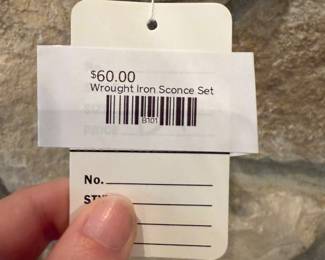 $60.00
Wrought Iron Sconce Set
B101
No.